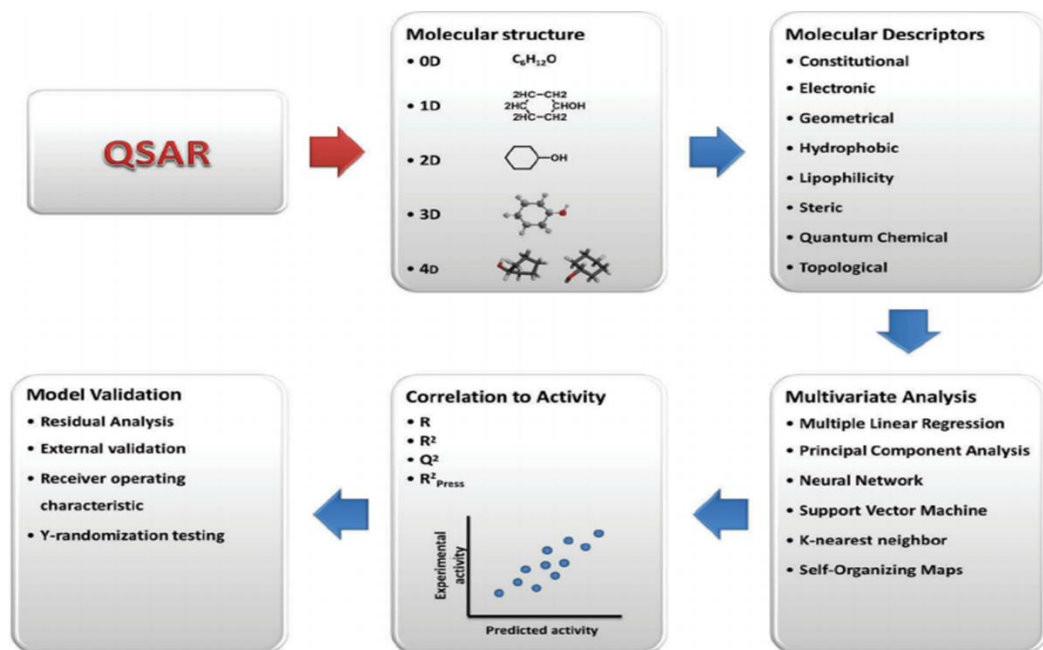 QSAR
Molecular structure
• 0D C₆H₁₂O
• 1D
2HC–CH2
2HC CHOH
2HC–CH2
• 2D OH
• 3D
• 4D
Molecular Descriptors
• Constitutional
• Electronic
• Geometrical
• Hydrophobic
• Lipophilicity
• Steric
• Quantum Chemical
• Topological
Multivariate Analysis
• Multiple Linear Regression
• Principal Component Analysis
• Neural Network
• Support Vector Machine
• K-nearest neighbor
• Self-Organizing Maps
Correlation to Activity
• R
• R²
• Q²
• R²Press
Experimental
activity
Predicted activity
Model Validation
• Residual Analysis
• External validation
• Receiver operating
characteristic
• Y-randomization testing